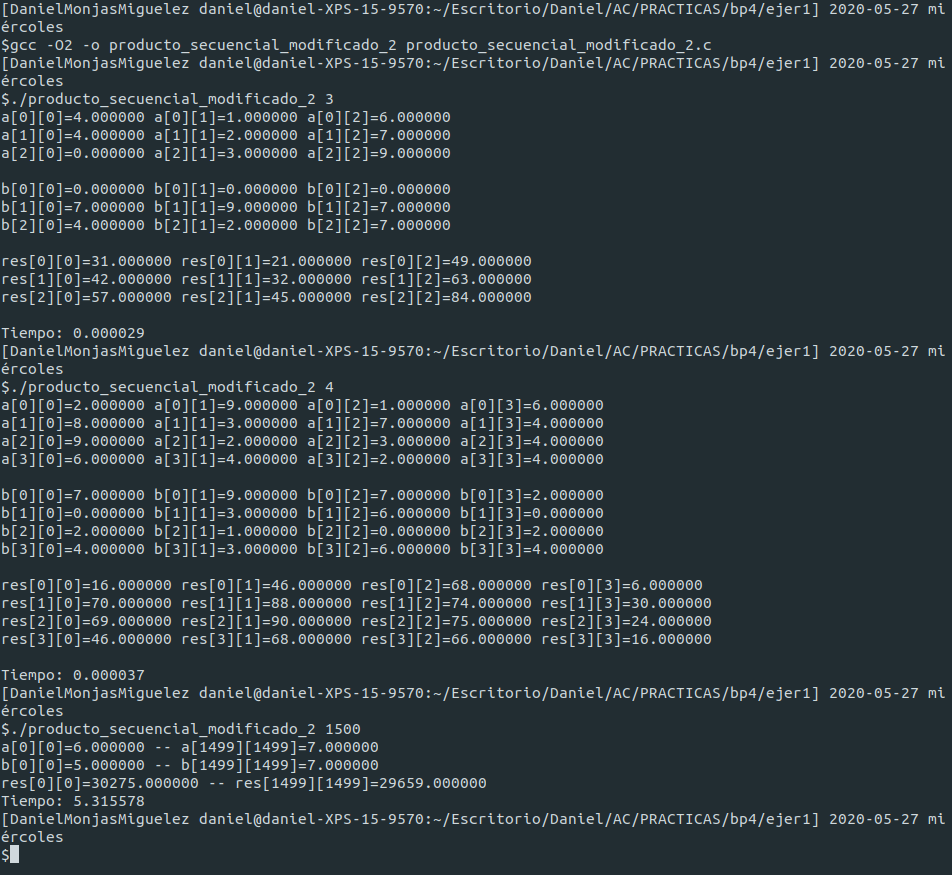 [DanielMonjasMiguelez daniel@daniel-XPS-15-9570:~/Escritorio/Daniel/AC/PRACTICAS/bp4/ejer1] 2020-05-27 mi
ércoles
$gcc -O2 -o producto_secuencial_modificado_2 producto_secuencial_modificado_2.c
[DanielMonjasMiguelez daniel@daniel-XPS-15-9570:~/Escritorio/Daniel/AC/PRACTICAS/bp4/ejer1] 2020-05-27 mi
ércoles
$./producto_secuencial_modificado_2 3
a[0][0]=4.000000 a[0][1]=1.000000 a[0][2]=6.000000
a[1][0]=4.000000 a[1][1]=2.000000 a[1][2]=7.000000
a[2][0]=0.000000 a[2][1]=3.000000 a[2][2]=9.000000

b[0][0]=0.000000 b[0][1]=0.000000 b[0][2]=0.000000
b[1][0]=7.000000 b[1][1]=9.000000 b[1][2]=7.000000
b[2][0]=4.000000 b[2][1]=2.000000 b[2][2]=7.000000

res[0][0]=31.000000 res[0][1]=21.000000 res[0][2]=49.000000
res[1][0]=42.000000 res[1][1]=32.000000 res[1][2]=63.000000
res[2][0]=57.000000 res[2][1]=45.000000 res[2][2]=84.000000

Tiempo: 0.000029
[DanielMonjasMiguelez daniel@daniel-XPS-15-9570:~/Escritorio/Daniel/AC/PRACTICAS/bp4/ejer1] 2020-05-27 mi
ércoles
$./producto_secuencial_modificado_2 4
a[0][0]=2.000000 a[0][1]=9.000000 a[0][2]=1.000000 a[0][3]=6.000000
a[1][0]=8.000000 a[1][1]=3.000000 a[1][2]=7.000000 a[1][3]=4.000000
a[2][0]=9.000000 a[2][1]=2.000000 a[2][2]=3.000000 a[2][3]=4.000000
a[3][0]=6.000000 a[3][1]=4.000000 a[3][2]=2.000000 a[3][3]=4.000000

b[0][0]=7.000000 b[0][1]=9.000000 b[0][2]=7.000000 b[0][3]=2.000000
b[1][0]=0.000000 b[1][1]=3.000000 b[1][2]=6.000000 b[1][3]=0.000000
b[2][0]=2.000000 b[2][1]=1.000000 b[2][2]=0.000000 b[2][3]=2.000000
b[3][0]=4.000000 b[3][1]=3.000000 b[3][2]=6.000000 b[3][3]=4.000000

res[0][0]=16.000000 res[0][1]=46.000000 res[0][2]=68.000000 res[0][3]=6.000000
res[1][0]=70.000000 res[1][1]=88.000000 res[1][2]=74.000000 res[1][3]=30.000000
res[2][0]=69.000000 res[2][1]=90.000000 res[2][2]=75.000000 res[2][3]=24.000000
res[3][0]=46.000000 res[3][1]=68.000000 res[3][2]=66.000000 res[3][3]=16.000000

Tiempo: 0.000037
[DanielMonjasMiguelez daniel@daniel-XPS-15-9570:~/Escritorio/Daniel/AC/PRACTICAS/bp4/ejer1] 2020-05-27 mi
ércoles
$./producto_secuencial_modificado_2 1500
a[0][0]=6.000000 -- a[1499][1499]=7.000000
b[0][0]=5.000000 -- b[1499][1499]=7.000000
res[0][0]=30275.000000 -- res[1499][1499]=29659.000000
Tiempo: 5.315578
[DanielMonjasMiguelez daniel@daniel-XPS-15-9570:~/Escritorio/Daniel/AC/PRACTICAS/bp4/ejer1] 2020-05-27 mi
ércoles
$